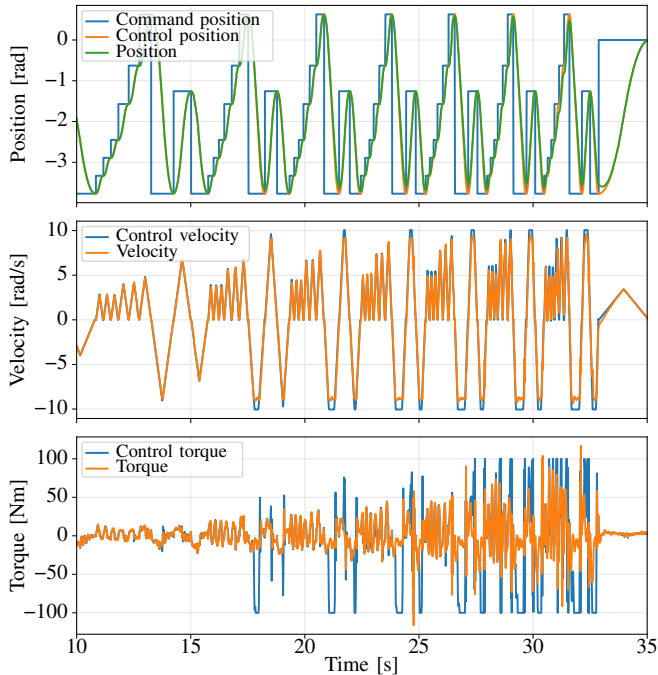 Command position
Control position
Position
0
−1
−2
−3
Position [rad]
Control velocity
Velocity
10
5
0
−5
−10
Velocity [rad/s]
Control torque
Torque
100
50
0
−50
−100
Torque [Nm]
10 15 20 25 30 35
Time [s]